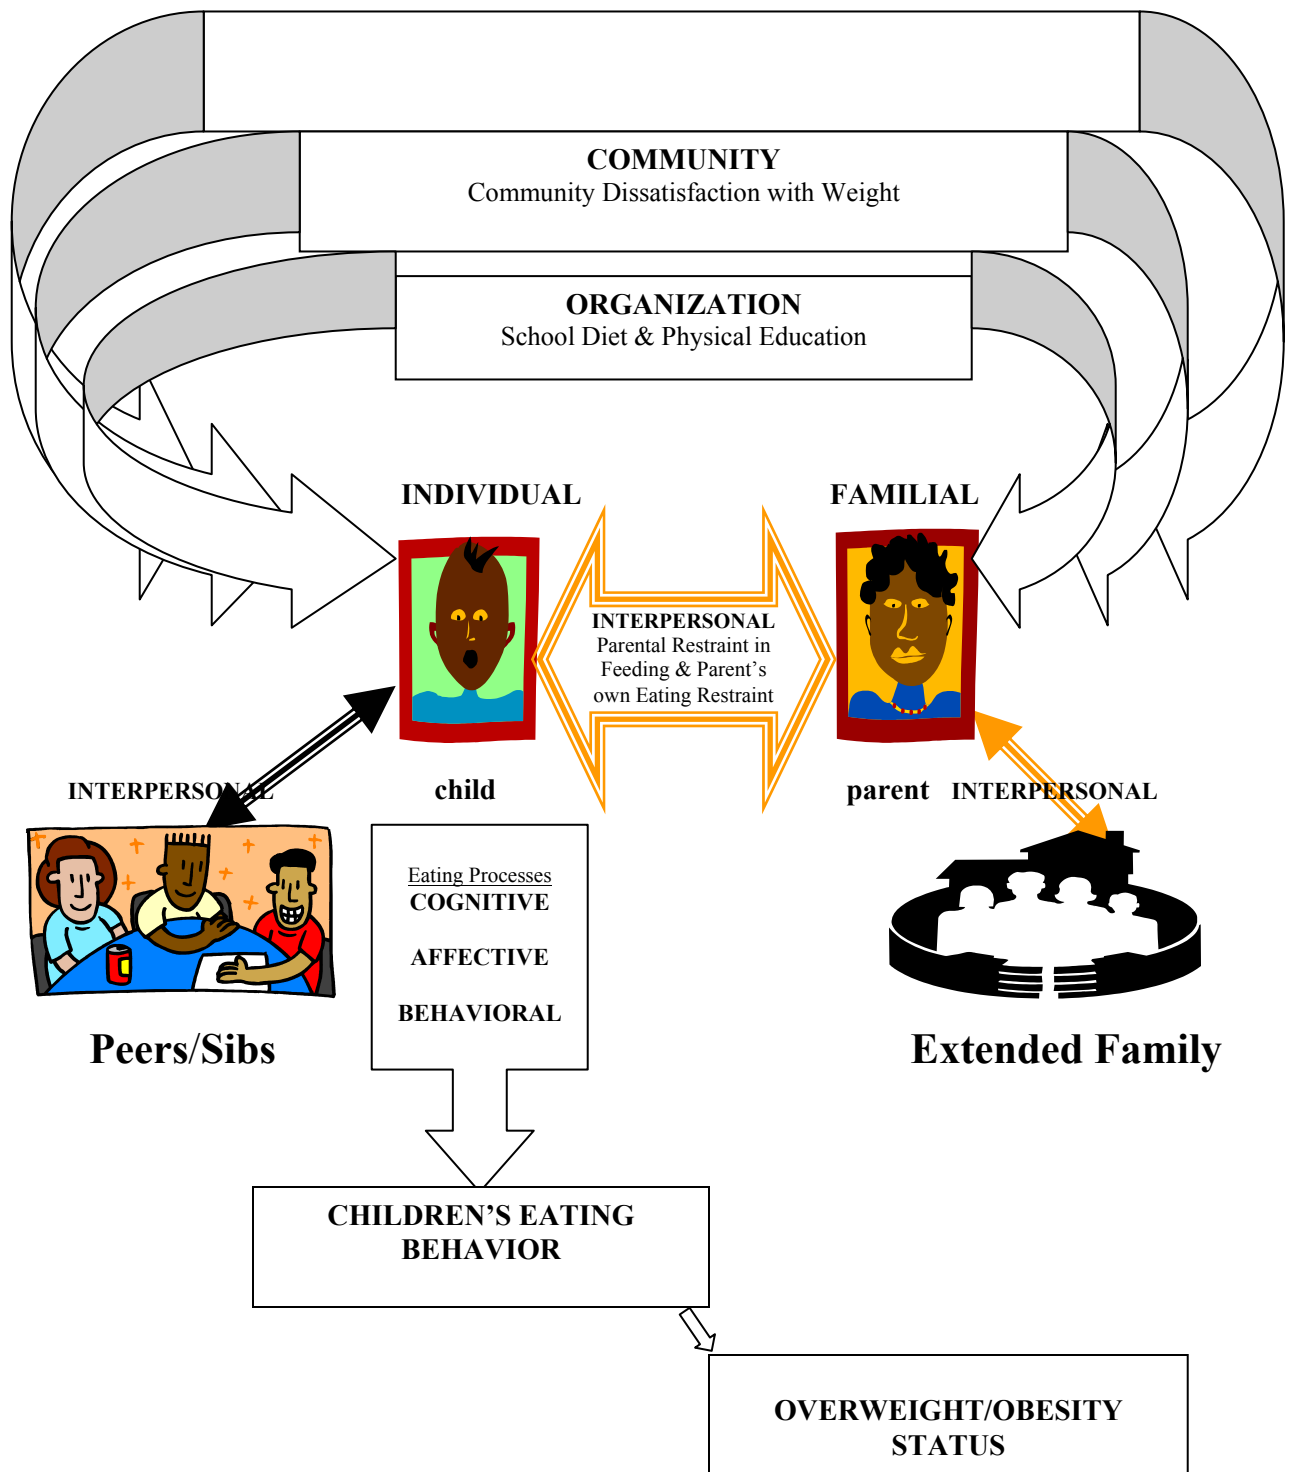 COMMUNITY
Community Dissatisfaction with Weight
ORGANIZATION
School Diet & Physical Education
INDIVIDUAL
FAMILIAL
INTERPERSONAL
Parental Restraint in
Feeding & Parent’s
own Eating Restraint
INTERPERSONAL
child
parent
INTERPERSONAL
Eating Processes
COGNITIVE
AFFECTIVE
BEHAVIORAL
Peers/Sibs
Extended Family
CHILDREN’S EATING
BEHAVIOR
OVERWEIGHT/OBESITY
STATUS